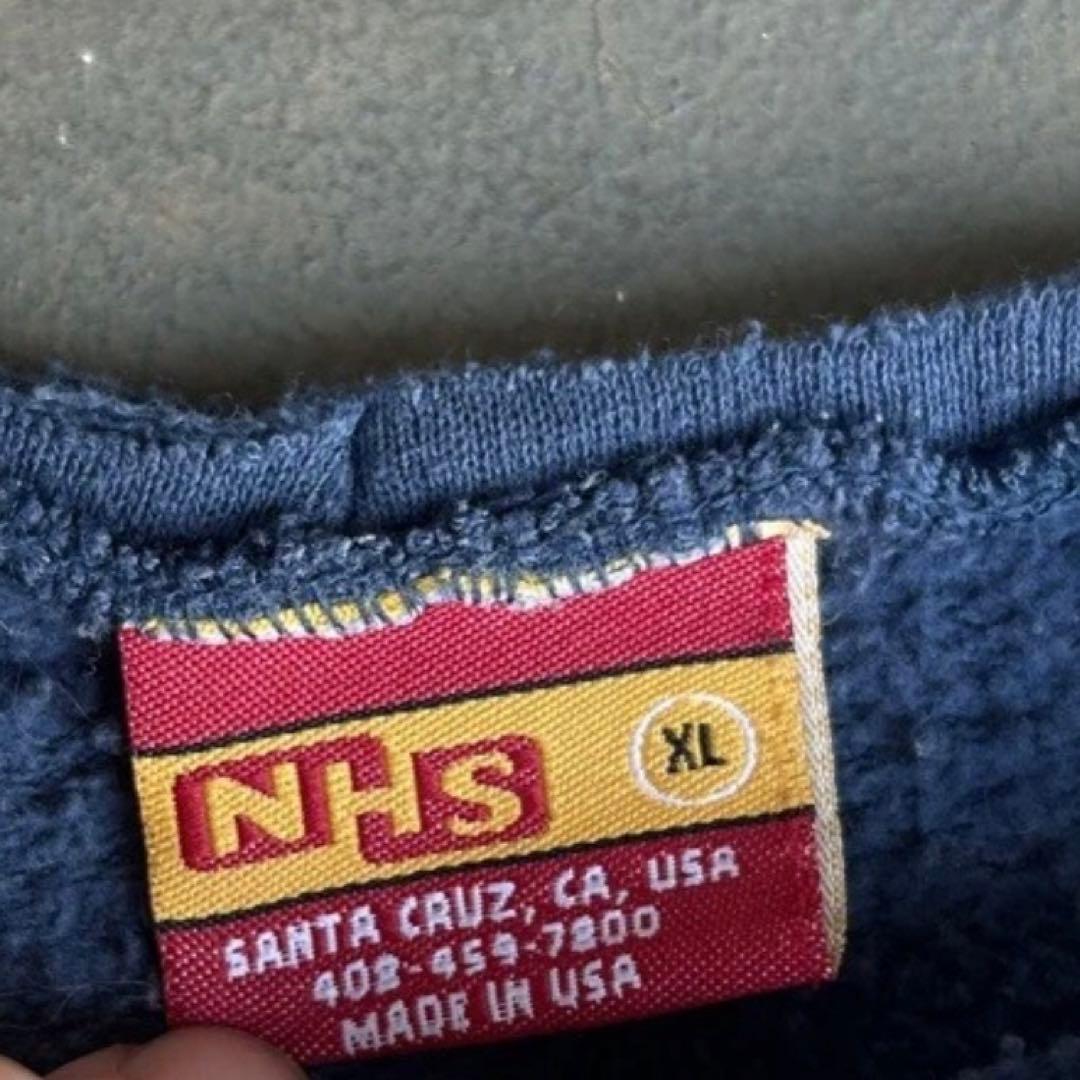 NHS
XL
SANTA CRUZ, CA, USA
408-459-7800
MADE IN USA